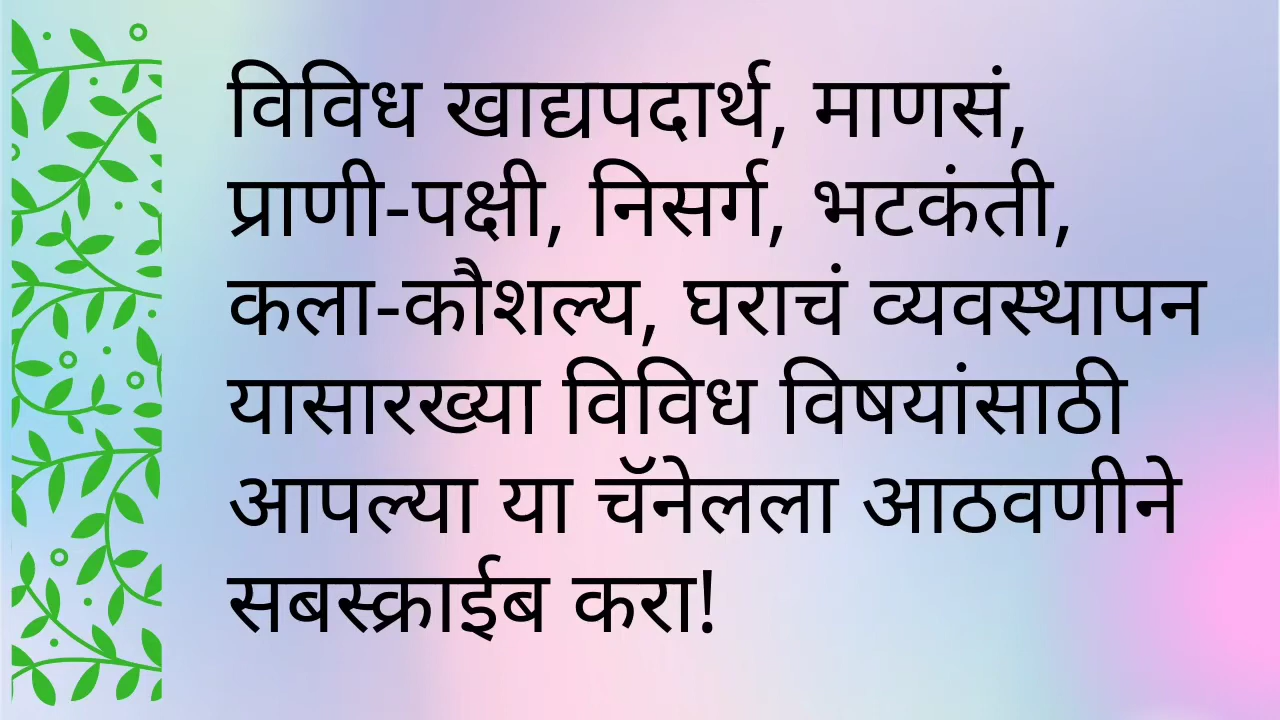 विविध खाद्यपदार्थ, माणसं,
प्राणी-पक्षी, निसर्ग, भटकंती,
कला-कौशल्य, घराचं व्यवस्थापन
यासारख्या विविध विषयांसाठी
आपल्या या चॅनेलला आठवणीने
सबस्क्राईब करा!